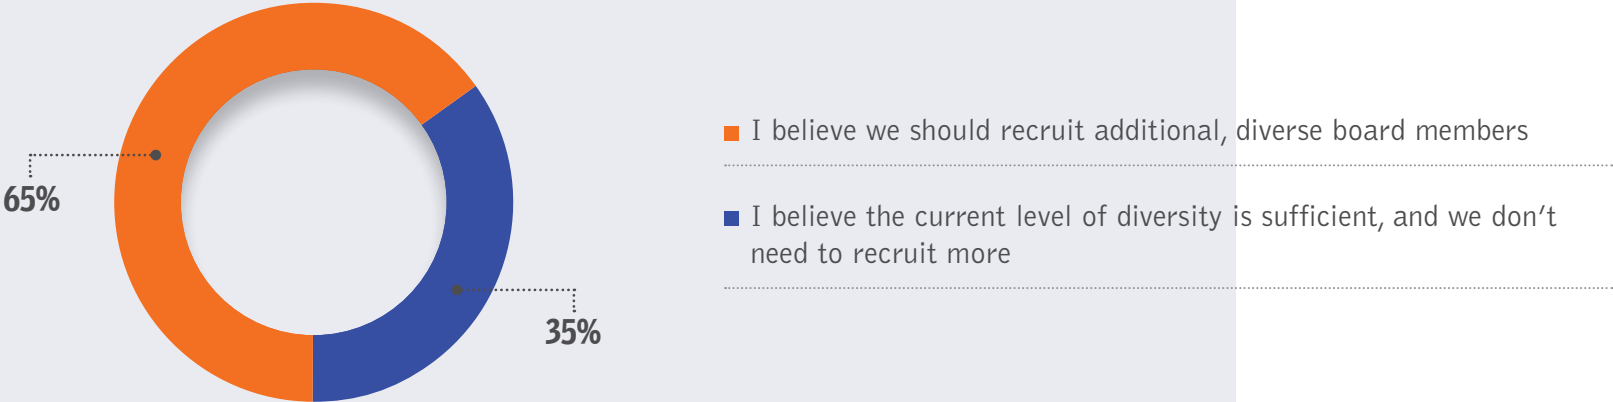 65%
35%
I believe we should recruit additional, diverse board members
I believe the current level of diversity is sufficient, and we don’t
need to recruit more